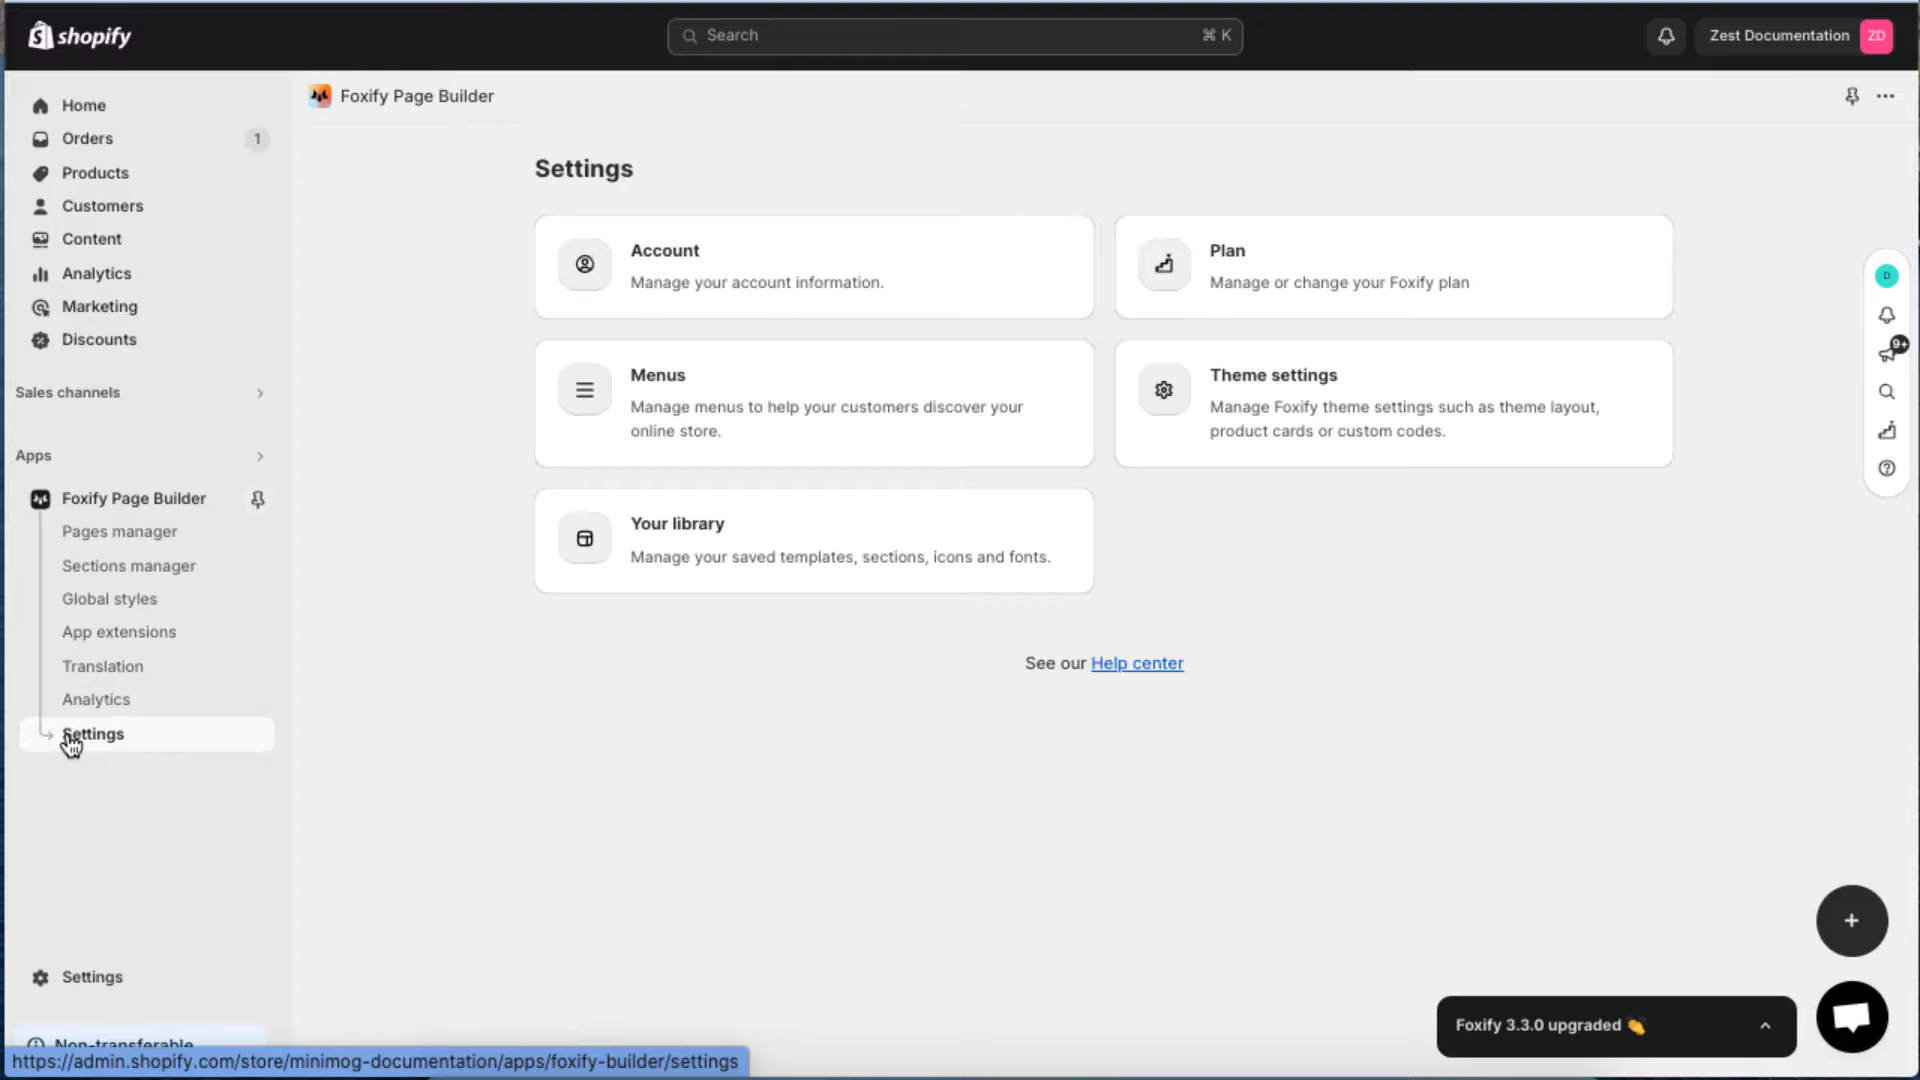 shopify
Search
⌘ K
Zest Documentation
ZD
Home
Orders
1
Products
Customers
Content
Analytics
Marketing
Discounts
Sales channels
Apps
Foxify Page Builder
Pages manager
Sections manager
Global styles
App extensions
Translation
Analytics
Settings
Settings
Non-transferable
https://admin.shopify.com/store/minimog-documentation/apps/foxify-builder/settings
Foxify Page Builder
Settings
Account
Manage your account information.
Plan
Manage or change your Foxify plan
Menus
Manage menus to help your customers discover your
online store.
Theme settings
Manage Foxify theme settings such as theme layout,
product cards or custom codes.
Your library
Manage your saved templates, sections, icons and fonts.
See our Help center
D
9+
Foxify 3.3.0 upgraded 👏